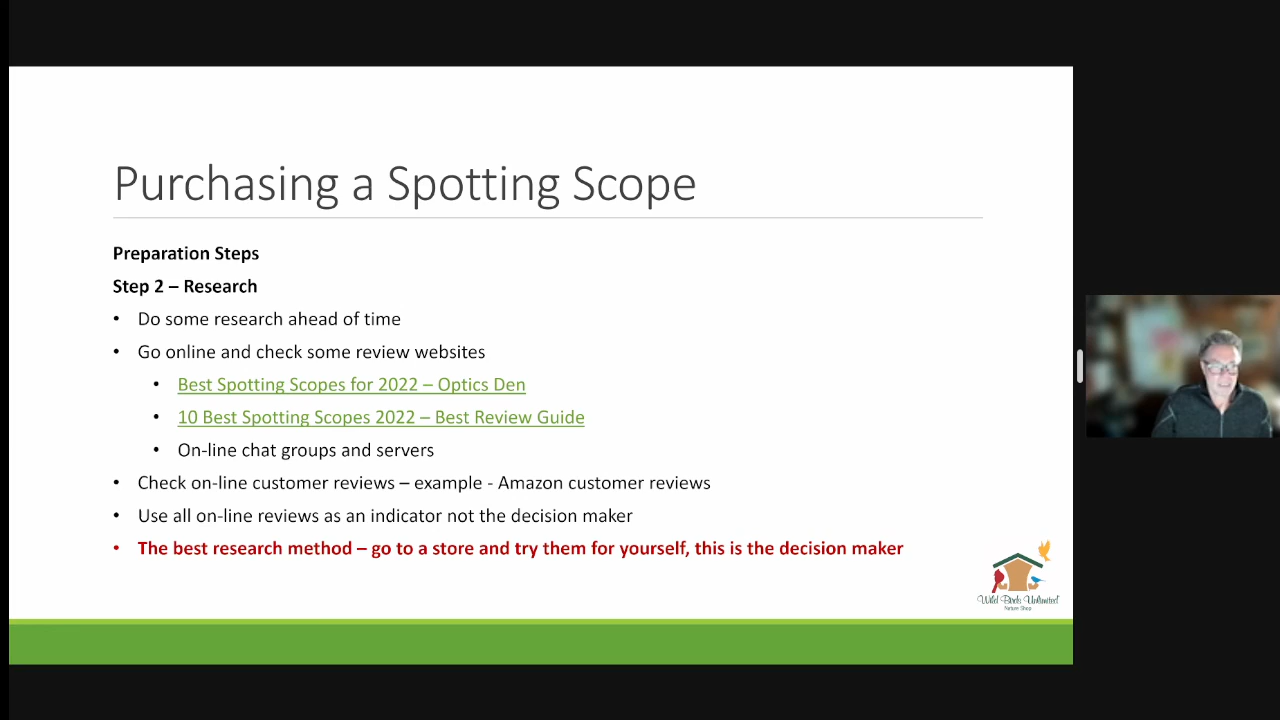 Purchasing a Spotting Scope
Preparation Steps
Step 2 – Research
• Do some research ahead of time
• Go online and check some review websites
• Best Spotting Scopes for 2022 – Optics Den
• 10 Best Spotting Scopes 2022 – Best Review Guide
• On-line chat groups and servers
• Check on-line customer reviews – example - Amazon customer reviews
• Use all on-line reviews as an indicator not the decision maker
• The best research method – go to a store and try them for yourself, this is the decision maker
Wild Birds Unlimited
Nature Shop